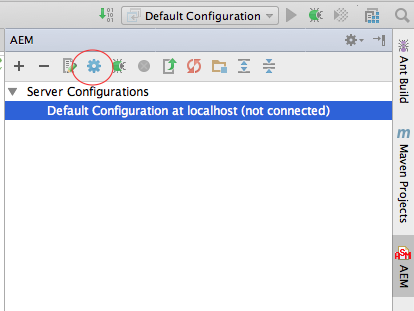 Default Configuration
AEM
Server Configurations
Default Configuration at localhost (not connected)
Ant Build
m
Maven Projects
AEM